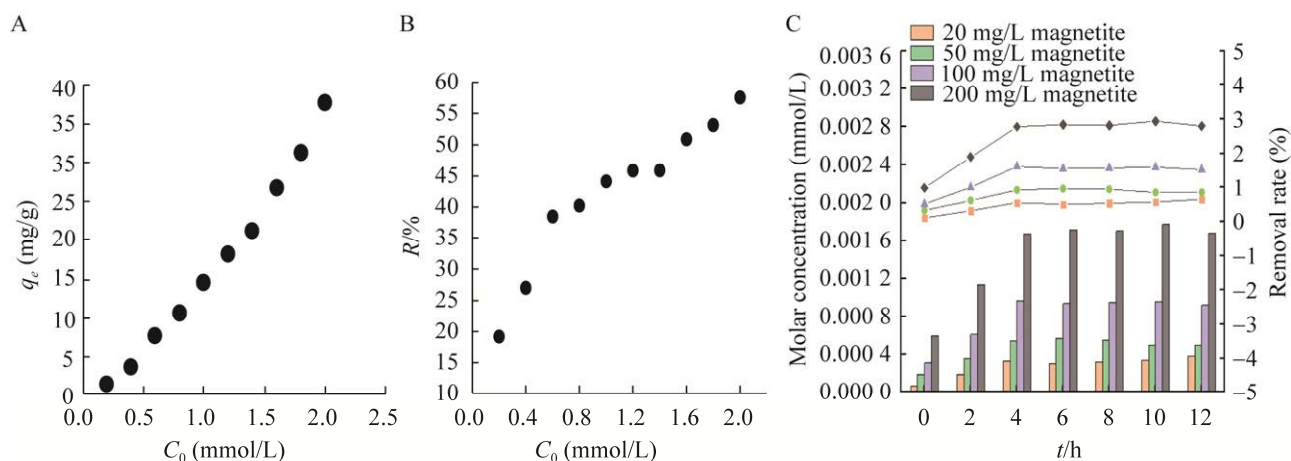 A
40
35
30
25
20
15
10
5
0
qe (mg/g)
0.0 0.5 1.0 1.5 2.0 2.5
C0 (mmol/L)
B
60
55
50
45
40
35
30
25
20
15
10
R/%
0.0 0.4 0.8 1.2 1.6 2.0
C0 (mmol/L)
C
20 mg/L magnetite
50 mg/L magnetite
100 mg/L magnetite
200 mg/L magnetite
0.003 6
0.003 2
0.002 8
0.002 4
0.002 0
0.001 6
0.001 2
0.000 8
0.000 4
0.000 0
Molar concentration (mmol/L)
5
4
3
2
1
0
−1
−2
−3
−4
−5
Removal rate (%)
0 2 4 6 8 10 12
t/h